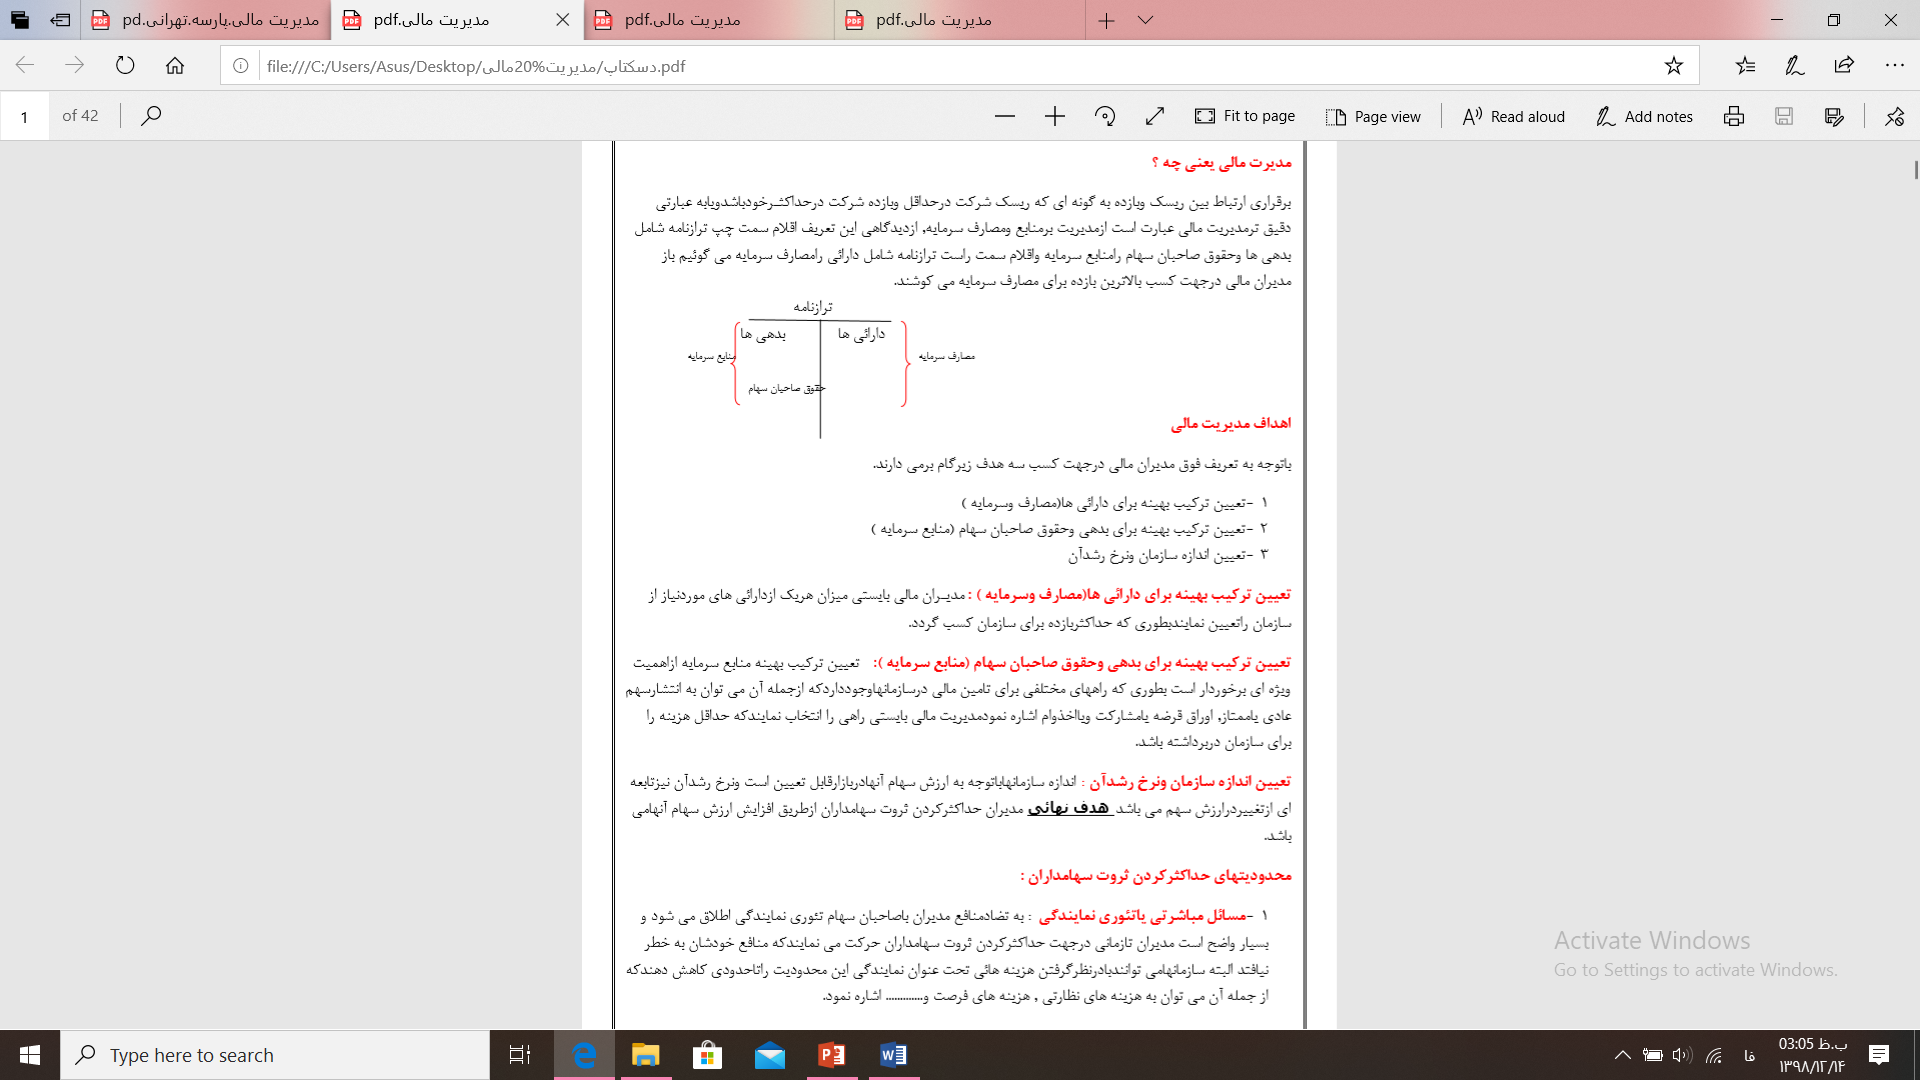 مدیریت مالی.پارسه.تهرانی.pd
مدیریت مالی.pdf
مدیریت مالی.pdf
مدیریت مالی.pdf
file:///C:/Users/Asus/Desktop/دسکتاپ/مدیریت%20مالی.pdf
1 of 42
Fit to page
Page view
Read aloud
Add notes
مدیرت مالی یعنی چه ؟
برقراری ارتباط بین ریسک وبازده به گونه ای که ریسک شرکت درحداقل وبازده شرکت درحداکثـرخودباشدویابه عبارتی
دقیق ترمدیریت مالی عبارت است ازمدیریت برمنابع ومصارف سرمایه, ازدیدگاهی این تعریف اقلام سمت چپ ترازنامه شامل
بدهی ها وحقوق صاحبان سهام رامنابع سرمایه واقلام سمت راست ترازنامه شامل دارائی رامصارف سرمایه می گوئیم باز
مدیران مالی درجهت کسب بالاترین بازده برای مصارف سرمایه می کوشند.
ترازنامه
دارائی ها
بدهی ها
مصارف سرمایه
منابع سرمایه
حقوق صاحبان سهام
اهداف مدیریت مالی
باتوجه به تعریف فوق مدیران مالی درجهت کسب سه هدف زیرگام برمی دارند.
۱ -تعیین ترکیب بهینه برای دارائی ها(مصارف وسرمایه )
۲ -تعیین ترکیب بهینه برای بدهی وحقوق صاحبان سهام (منابع سرمایه )
۳ -تعیین اندازه سازمان ونرخ رشدآن
تعیین ترکیب بهینه برای دارائی ها(مصارف وسرمایه ) : مدیـران مالی بایستی میزان هریک ازدارائی های موردنیاز از
سازمان راتعیین نمایندبطوری که حداکثربازده برای سازمان کسب گردد.
تعیین ترکیب بهینه برای بدهی وحقوق صاحبان سهام (منابع سرمایه ): تعیین ترکیب بهینه منابع سرمایه ازاهمیت
ویژه ای برخوردار است بطوری که راههای مختلفی برای تامین مالی درسازمانهاوجودداردکه ازجمله آن می توان به انتشارسهم
عادی یاممتاز, اوراق قرضه یامشارکت ویااخذوام اشاره نمودمدیریت مالی بایستی راهی را انتخاب نمایندکه حداقل هزینه را
برای سازمان دربرداشته باشد.
تعیین اندازه سازمان ونرخ رشدآن : اندازه سازمانهاباتوجه به ارزش سهام آنهادربازارقابل تعیین است ونرخ رشدآن نیزتابعه
ای ازتغییردرارزش سهم می باشد هدف نهائی مدیران حداکثرکردن ثروت سهامداران ازطریق افزایش ارزش سهام آنهامی
باشد.
محدودیتهای حداکثرکردن ثروت سهامداران :
۱ -مسائل مباشرتی یاتئوری نمایندگی : به تضادمنافع مدیران باصاحبان سهام تئوری نمایندگی اطلاق می شود و
بسیار واضح است مدیران تازمانی درجهت حداکثرکردن ثروت سهامداران حرکت می نمایندکه منافع خودشان به خطر
نیافتد البته سازمانهامی توانندبادرنظرگرفتن هزینه هائی تحت عنوان نمایندگی این محدودیت راتاحدودی کاهش دهندکه
از جمله آن می توان به هزینه های نظارتی , هزینه های فرصت و............. اشاره نمود.
Activate Windows
Go to Settings to activate Windows.
Type here to search
فا
03:05 ب.ظ
۱۳۹۸/۱۲/۱۴